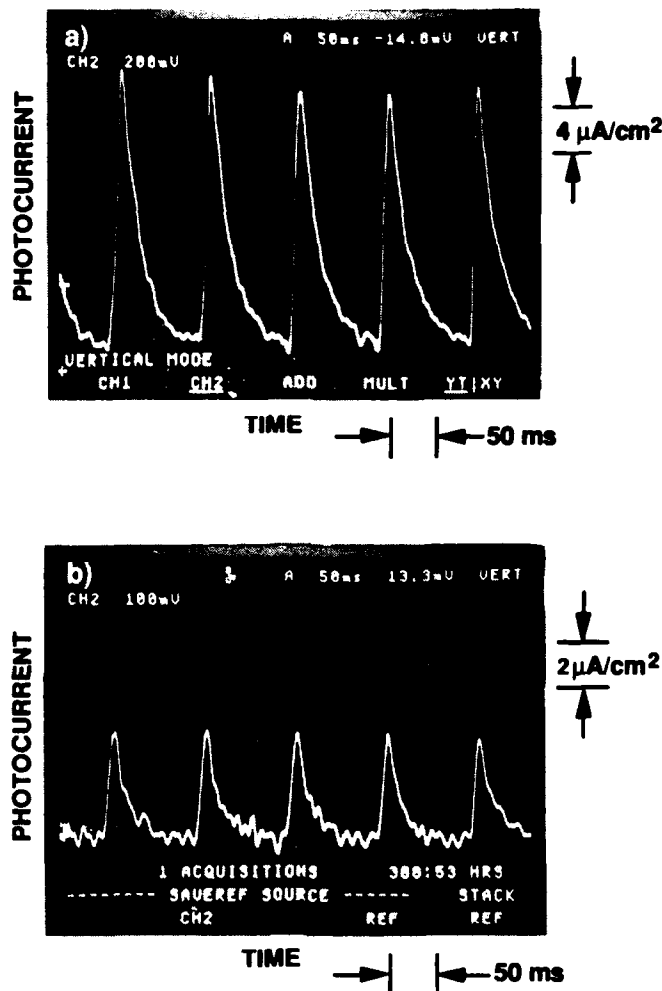 a)
A 50ms -14.8mV VERT
CH2 200mV
PHOTOCURRENT
4 µA/cm2
VERTICAL MODE
CH1 CH2 ADD MULT YT|XY
TIME
50 ms
b)
A 50ms 13.3mV VERT
CH2 100mV
PHOTOCURRENT
2 µA/cm2
1 ACQUISITIONS 388:53 HRS
------- SAVEREF SOURCE ------ STACK
CH2 REF REF
TIME
50 ms